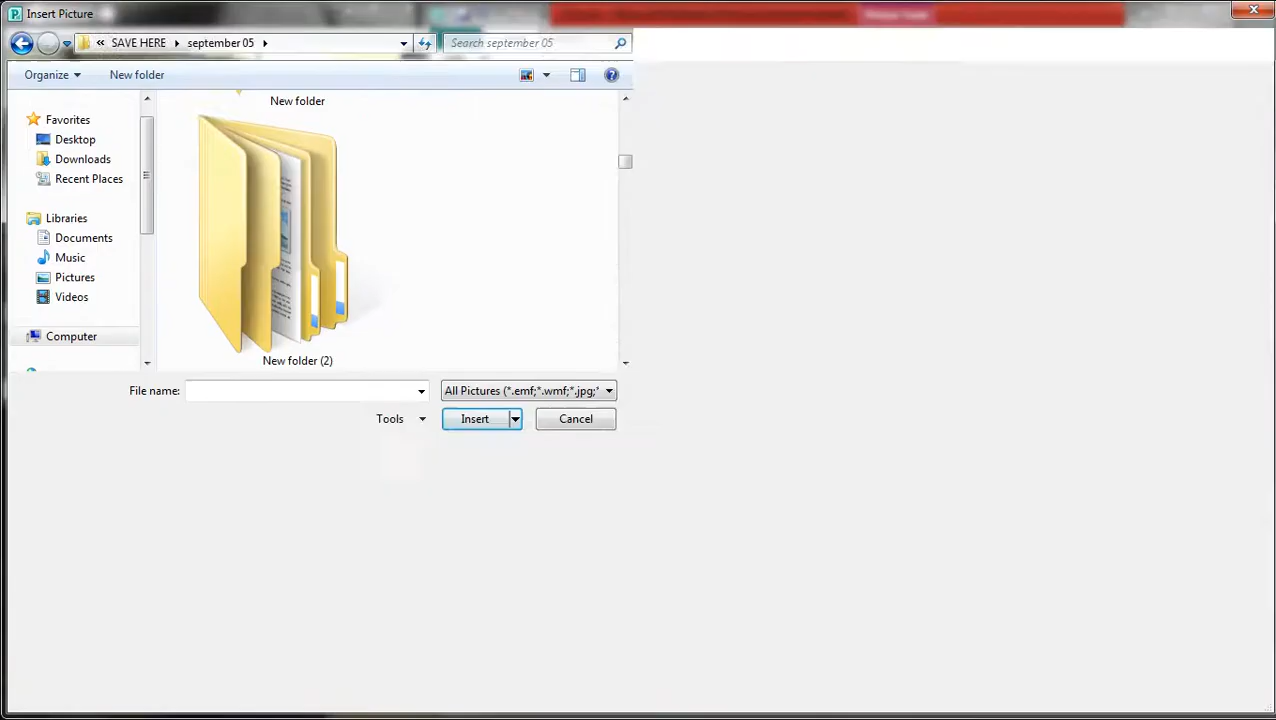 Insert Picture
« SAVE HERE september 05
Search september 05
Organize
New folder
Favorites
Desktop
Downloads
Recent Places
Libraries
Documents
Music
Pictures
Videos
Computer
New folder
New folder (2)
File name:
All Pictures (*.emf;*.wmf;*.jpg;*
Tools
Insert
Cancel